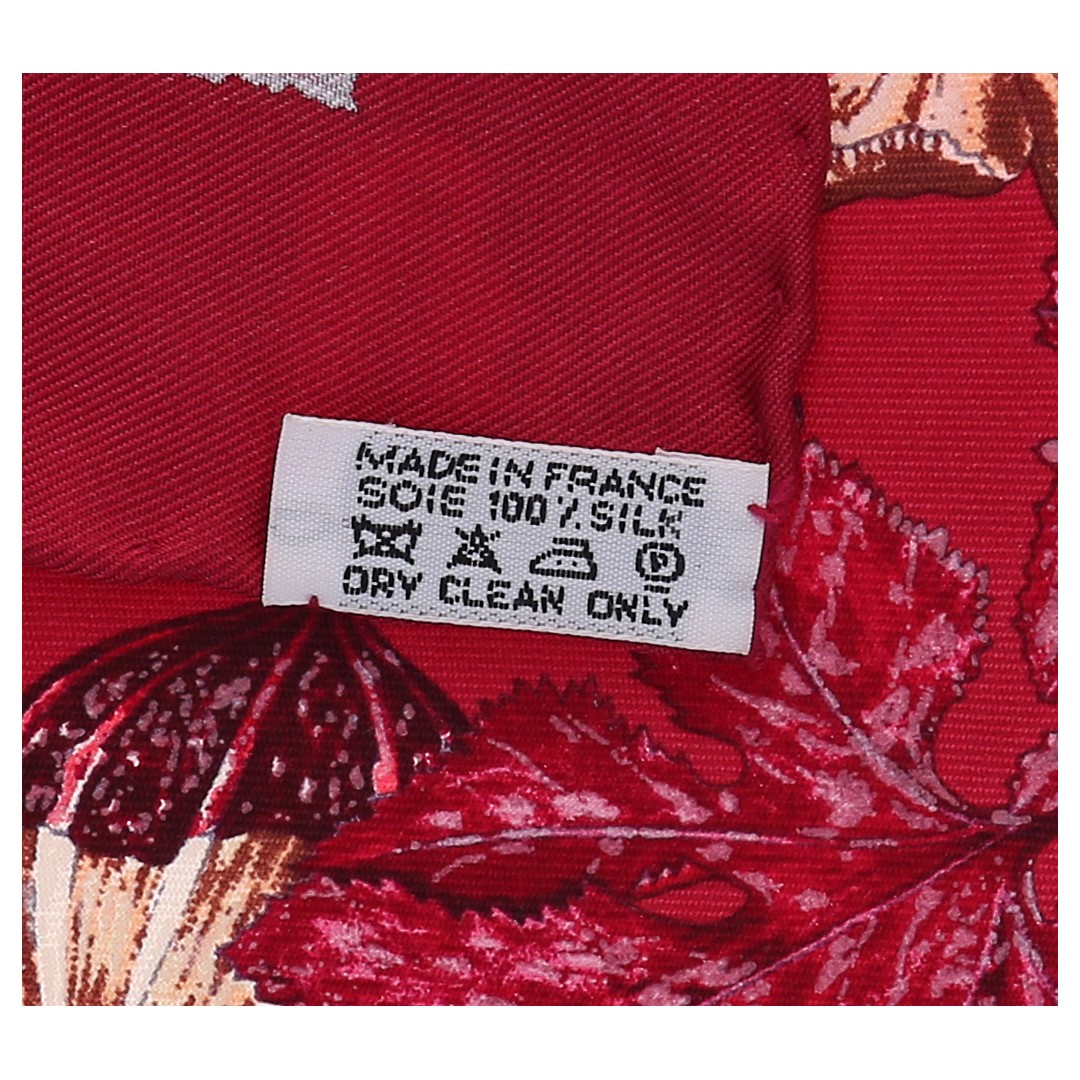 MADE IN FRANCE
SOIE 100% SILK
P
DRY CLEAN ONLY